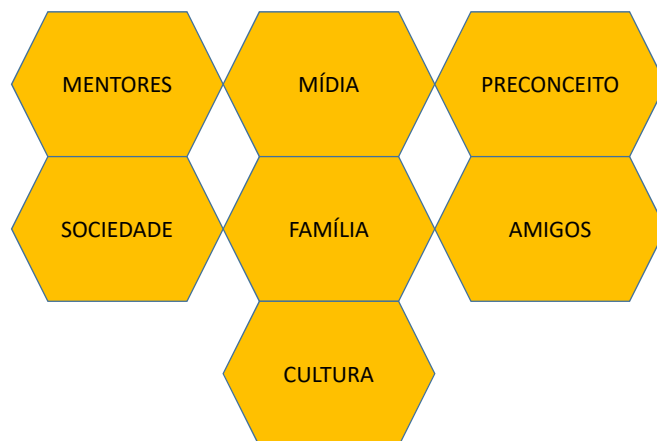 MENTORES
MÍDIA
PRECONCEITO
SOCIEDADE
FAMÍLIA
AMIGOS
CULTURA